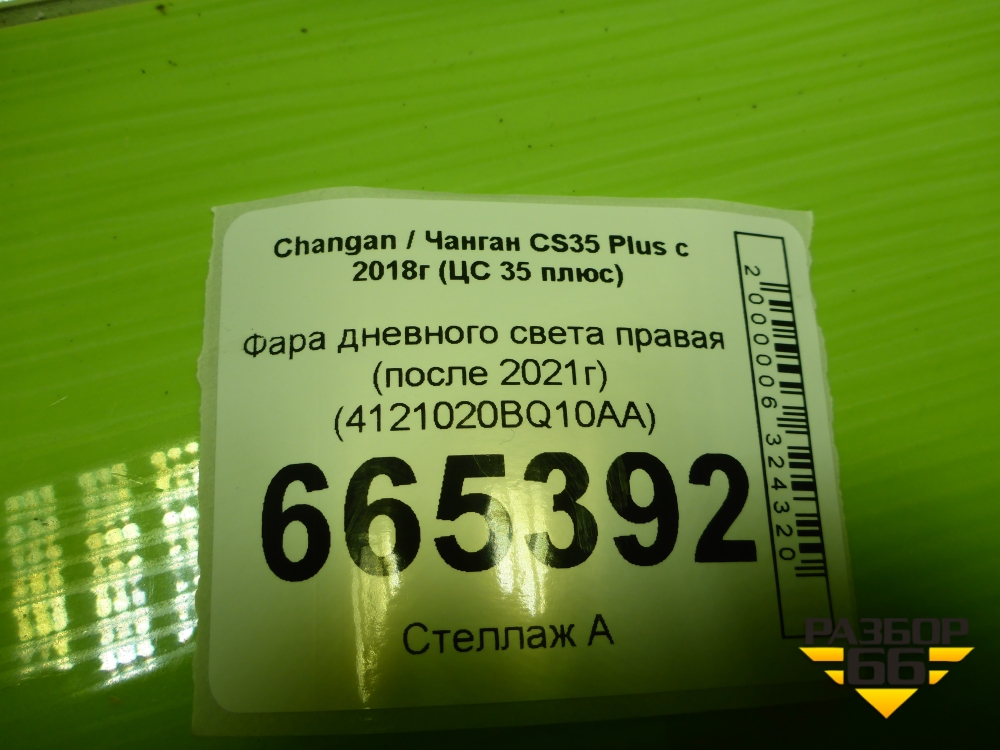 Changan / Чанган CS35 Plus с
2018г (ЦС 35 плюс)
Фара дневного света правая
(после 2021г)
(4121020BQ10AA)
665392
Стеллаж А
2000006324320
РАЗБОР
66